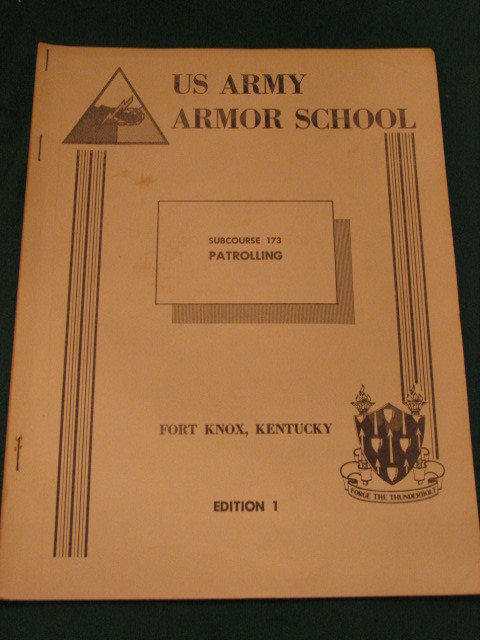 US ARMY
ARMOR SCHOOL
SUBCOURSE 173
PATROLLING
FORT KNOX, KENTUCKY
FORGE THE THUNDERBOLT
EDITION 1